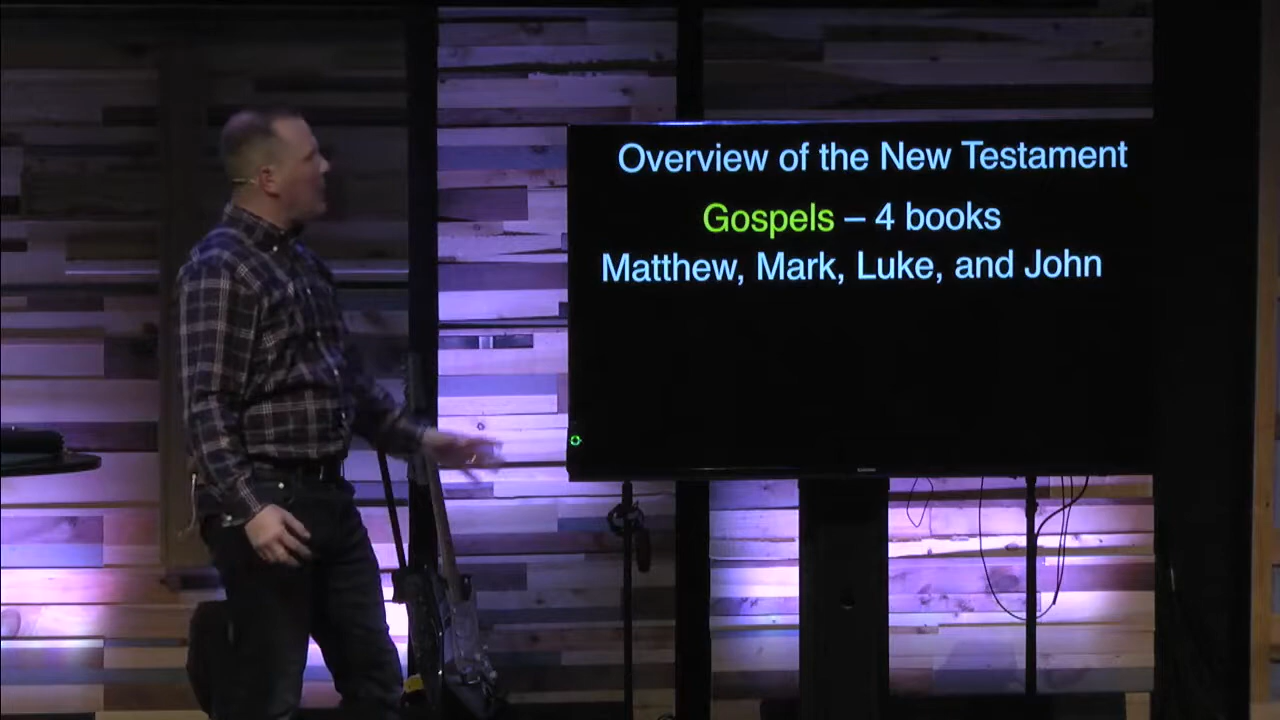 Overview of the New Testament
Gospels – 4 books
Matthew, Mark, Luke, and John